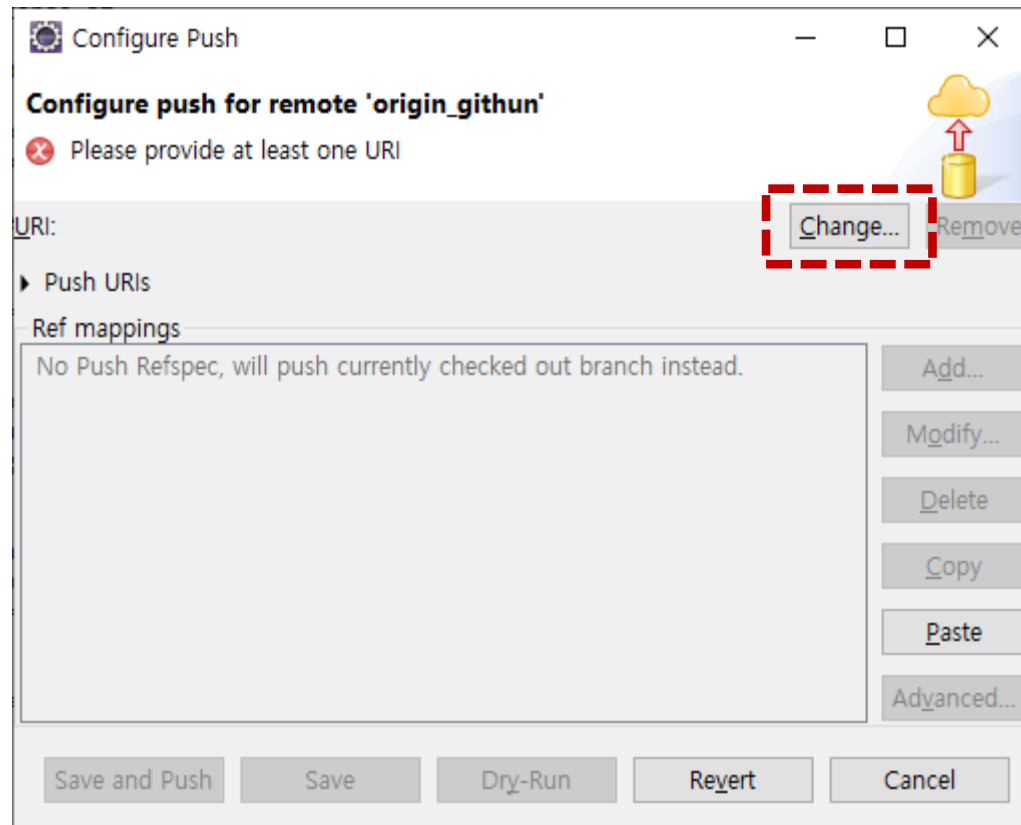 Configure Push
Configure push for remote 'origin_githun'
Please provide at least one URI
URI:
Change...
Remove
Push URIs
Ref mappings
No Push Refspec, will push currently checked out branch instead.
Add...
Modify...
Delete
Copy
Paste
Advanced...
Save and Push
Save
Dry-Run
Revert
Cancel